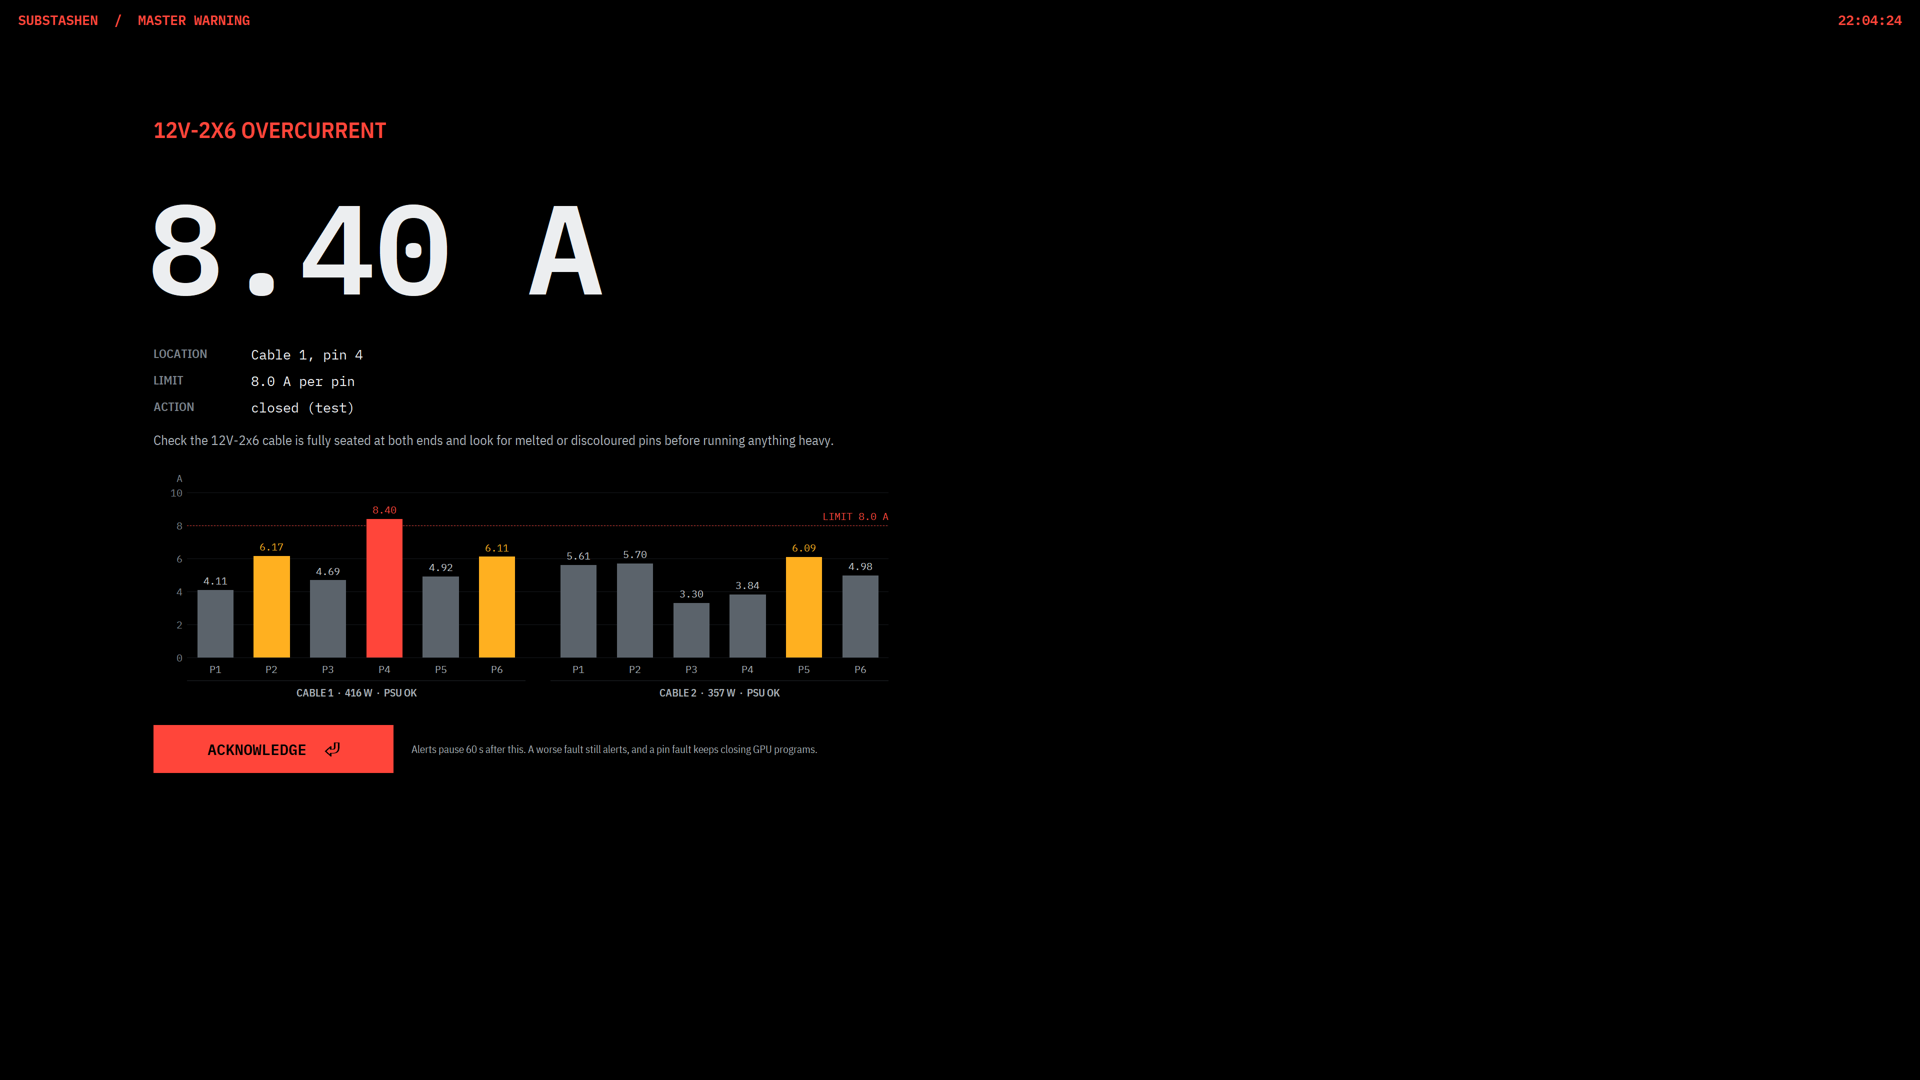 SUBSTASHEN / MASTER WARNING
22:04:24
12V-2X6 OVERCURRENT
8.40 A
LOCATION Cable 1, pin 4
LIMIT 8.0 A per pin
ACTION closed (test)
Check the 12V-2x6 cable is fully seated at both ends and look for melted or discoloured pins before running anything heavy.
A
10
8
6
4
2
0
LIMIT 8.0 A
4.11 6.17 4.69 8.40 4.92 6.11 5.61 5.70 3.30 3.84 6.09 4.98
P1 P2 P3 P4 P5 P6 P1 P2 P3 P4 P5 P6
CABLE 1 · 416 W · PSU OK
CABLE 2 · 357 W · PSU OK
ACKNOWLEDGE
Alerts pause 60 s after this. A worse fault still alerts, and a pin fault keeps closing GPU programs.